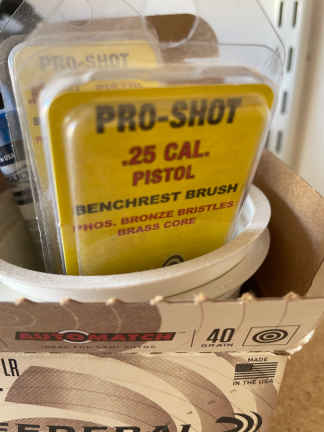 PRO-SHOT
PISTOL
PRO-SHOT
.25 CAL.
PISTOL
BENCHREST BRUSH
PHOS. BRONZE BRISTLES
BRASS CORE
AUTOMATCH
40
GRAIN
MADE
IN THE USA
LR
FEDERAL